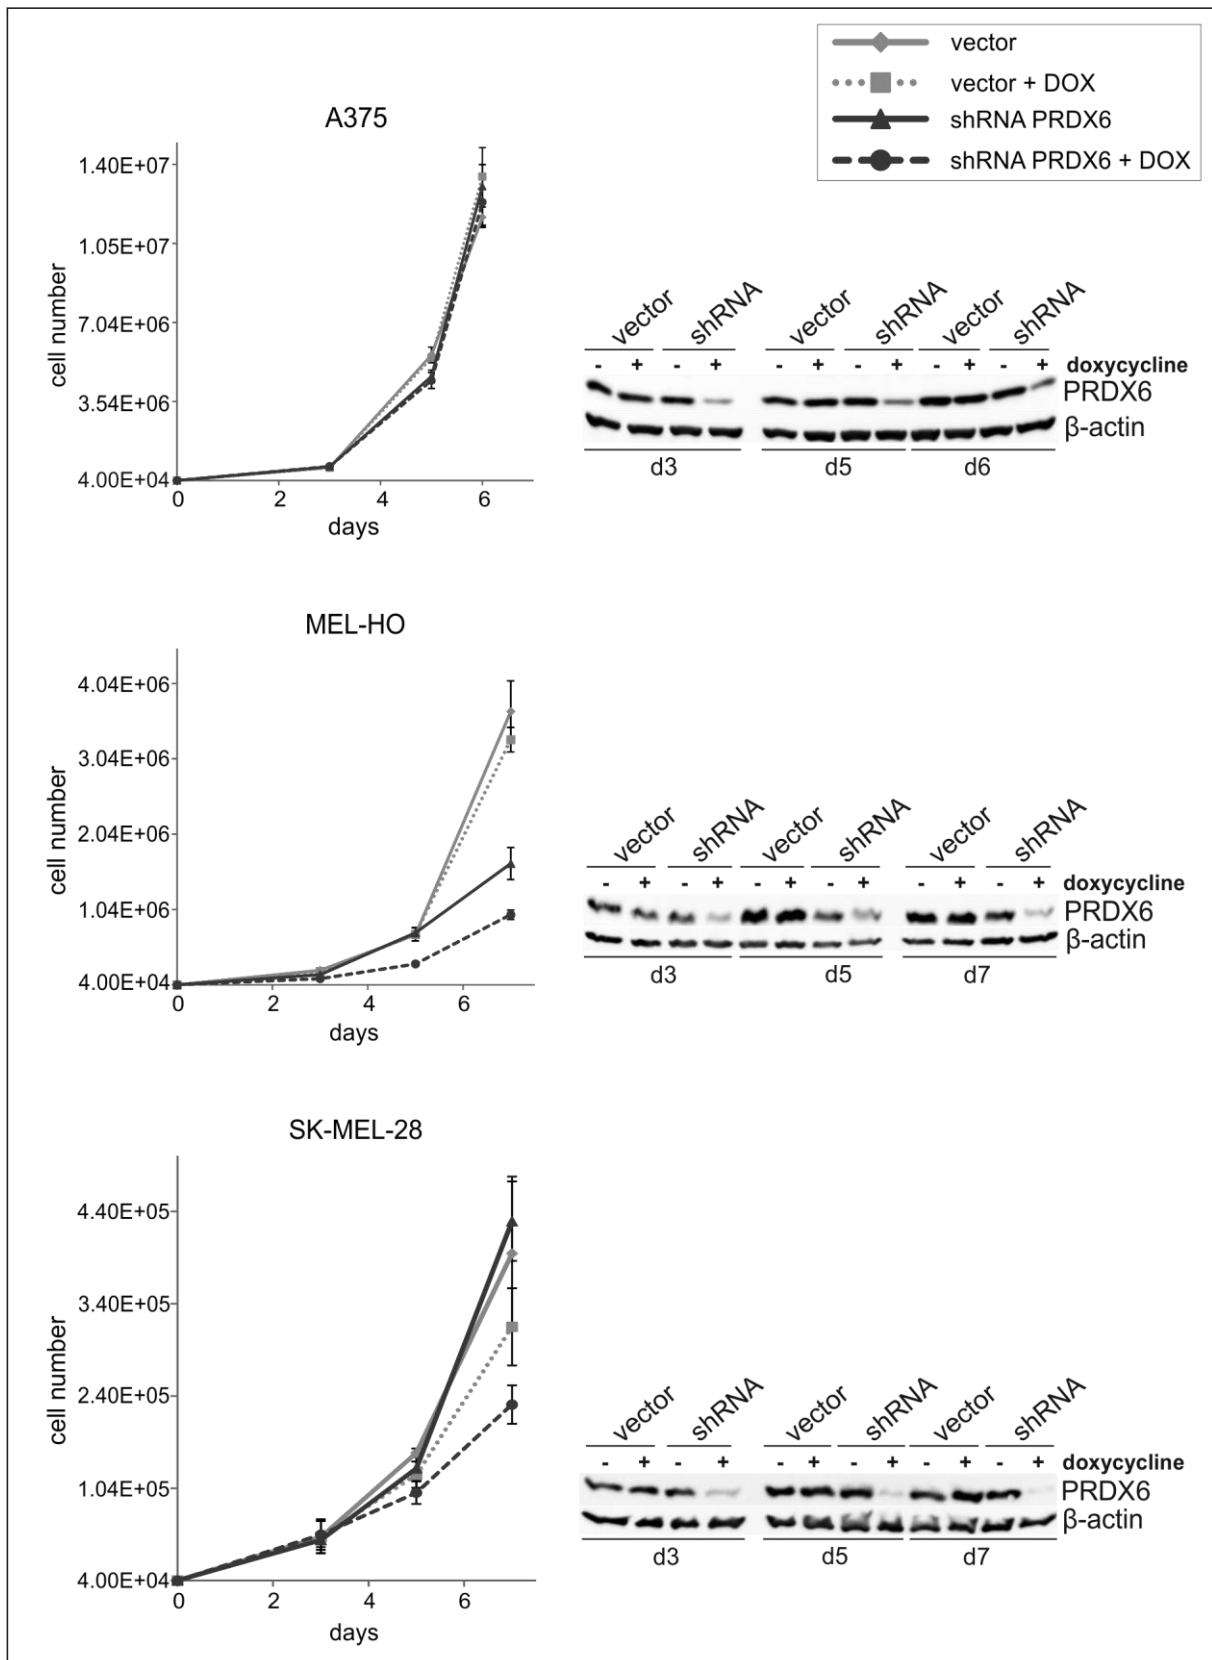 vector
vector + DOX
shRNA PRDX6
shRNA PRDX6 + DOX
A375
1.40E+07
1.05E+07
7.04E+06
3.54E+06
4.00E+04
cell number
0 2 4 6
days
vector shRNA vector shRNA vector shRNA
- + - + - + - + - + - + doxycycline
PRDX6
β-actin
d3 d5 d6
MEL-HO
4.04E+06
3.04E+06
2.04E+06
1.04E+06
4.00E+04
cell number
0 2 4 6
days
vector shRNA vector shRNA vector shRNA
- + - + - + - + - + - + doxycycline
PRDX6
β-actin
d3 d5 d7
SK-MEL-28
4.40E+05
3.40E+05
2.40E+05
1.04E+05
4.00E+04
cell number
0 2 4 6
days
vector shRNA vector shRNA vector shRNA
- + - + - + - + - + - + doxycycline
PRDX6
β-actin
d3 d5 d7